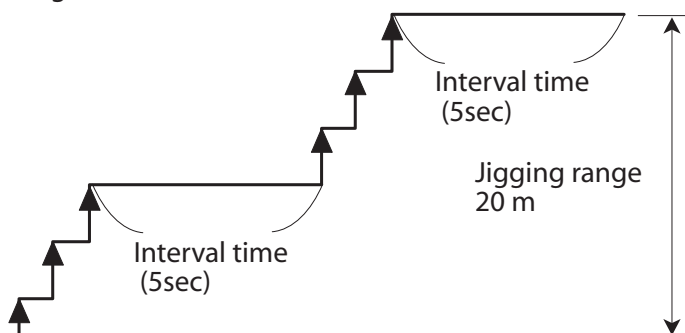 Interval time
(5sec)
Jigging range
20 m
Interval time
(5sec)